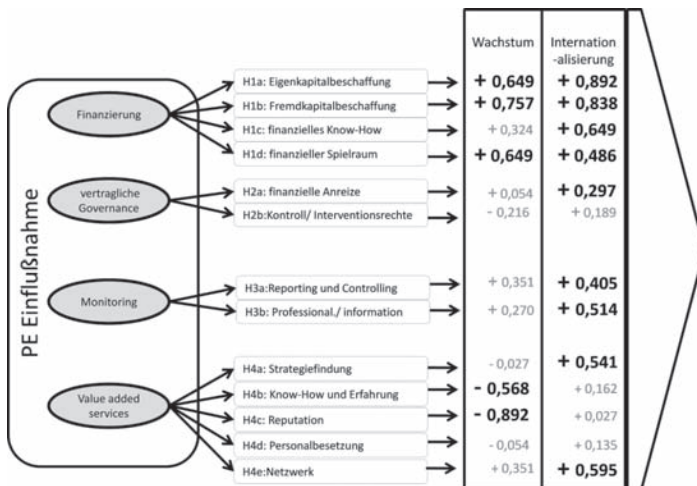 Wachstum
Internation
-alisierung
PE Einflußnahme
Finanzierung
H1a: Eigenkapitalbeschaffung + 0,649 + 0,892
H1b: Fremdkapitalbeschaffung + 0,757 + 0,838
H1c: finanzielles Know-How + 0,324 + 0,649
H1d: finanzieller Spielraum + 0,649 + 0,486
vertragliche
Governance
H2a: finanzielle Anreize + 0,054 + 0,297
H2b:Kontroll/ Interventionsrechte - 0,216 + 0,189
Monitoring
H3a:Reporting und Controlling + 0,351 + 0,405
H3b: Professional./ information + 0,270 + 0,514
Value added
services
H4a: Strategiefindung - 0,027 + 0,541
H4b: Know-How und Erfahrung - 0,568 + 0,162
H4c: Reputation - 0,892 + 0,027
H4d: Personalbesetzung - 0,054 + 0,135
H4e:Netzwerk + 0,351 + 0,595